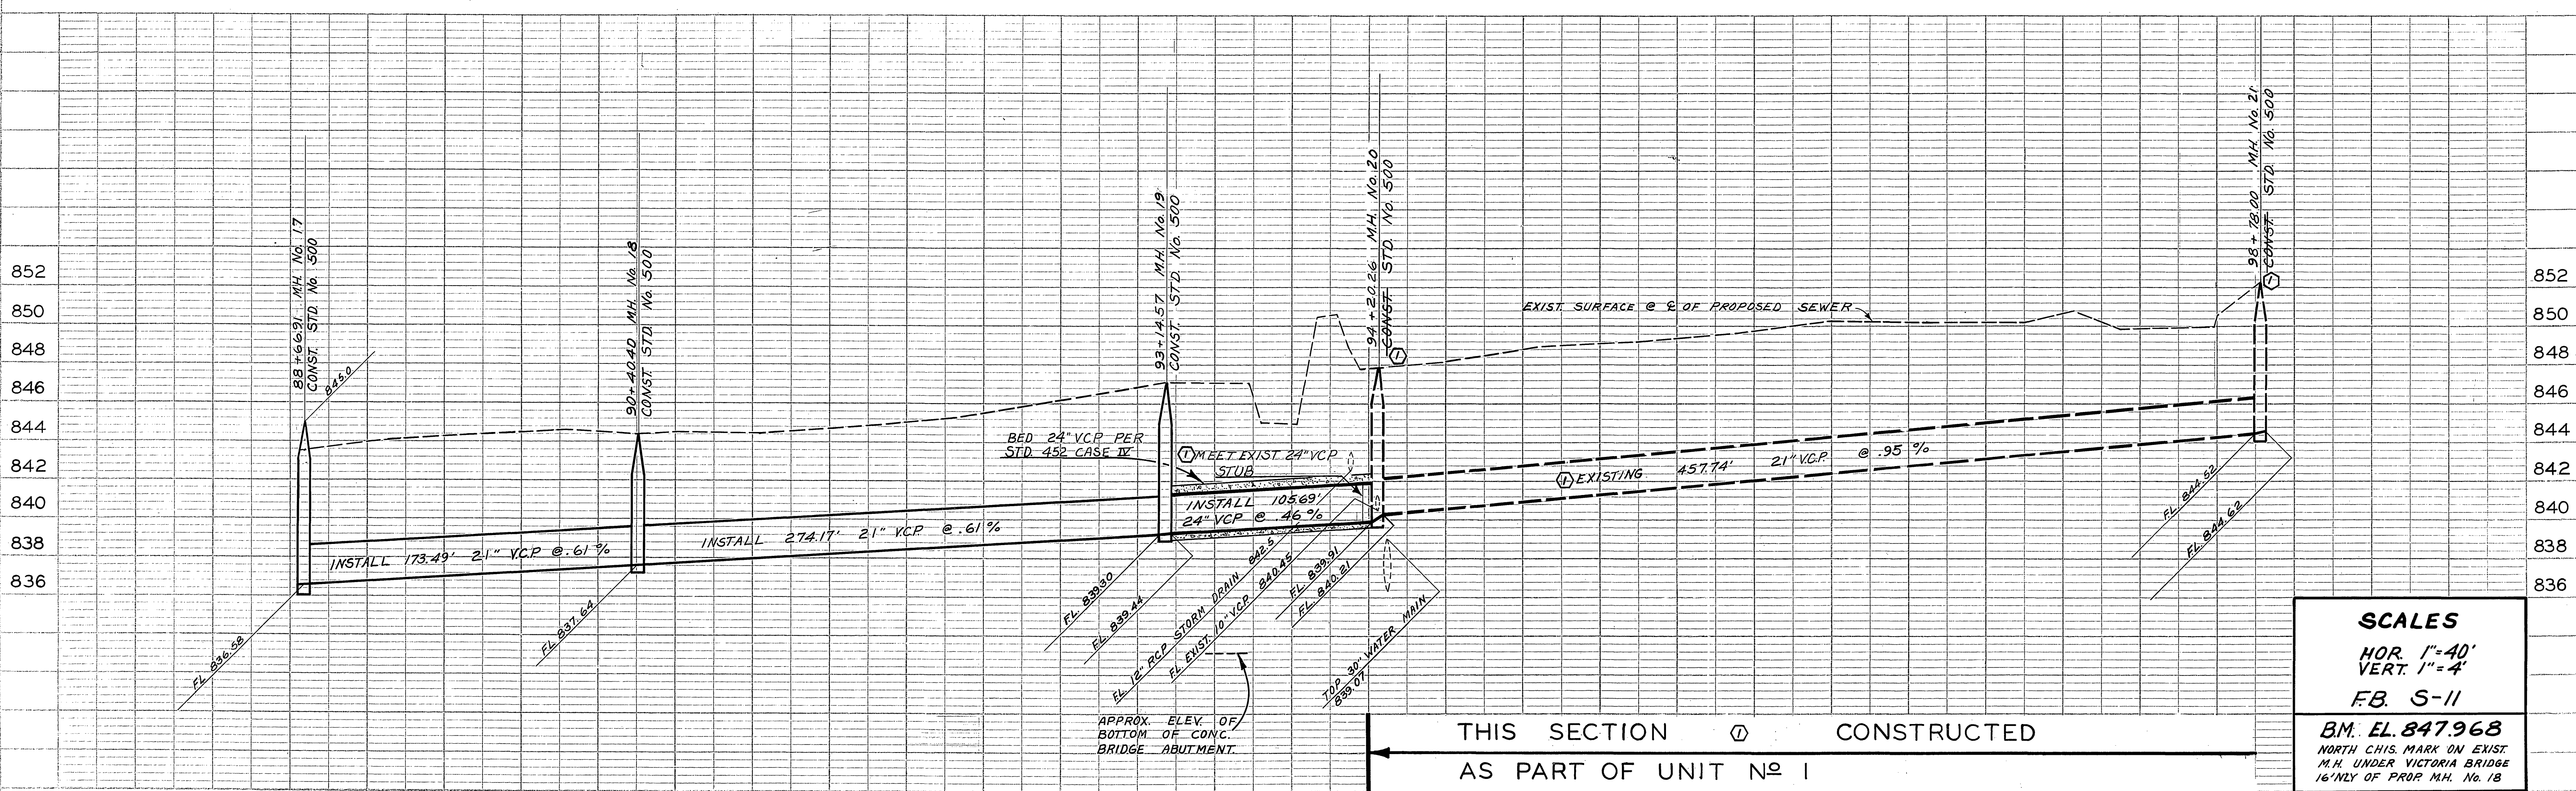 88+66.91 M.H. No. 17
CONST. STD. No. 500
845.0
90+40.40 M.H. No. 18
CONST. STD. No. 500
93+14.57 M.H. No. 19
CONST. STD. No. 500
94+20.26 M.H. No. 20
CONST. STD. No. 500
1
98+78.00 M.H. No. 21
CONST. STD. No. 500
1
852
850
848
846
844
842
840
838
836
852
850
848
846
844
842
840
838
836
EXIST. SURFACE @ ℄ OF PROPOSED SEWER
BED 24" VCP PER
STD. 452 CASE IV
1 MEET EXIST. 24" VCP
STUB
INSTALL 173.49' 21" V.C.P. @ .61 %
INSTALL 274.17' 21" V.C.P. @ .61 %
INSTALL 105.69'
24" VCP @ .46 %
1 EXISTING 457.74' 21" V.C.P. @ .95 %
FL 836.58
FL 837.64
FL. 839.30
FL. 839.44
FL. 12" RCP STORM DRAIN 842.5
FL EXIST. 10" V.C.P. 840.45
FL. 839.91
FL. 840.21
TOP 30" WATER MAIN
839.07
FL. 844.52
FL. 844.62
APPROX. ELEV. OF
BOTTOM OF CONC.
BRIDGE ABUTMENT.
THIS SECTION 1 CONSTRUCTED
AS PART OF UNIT Nº 1
SCALES
HOR. 1"=40'
VERT. 1"=4'
F.B. S-11
B.M. EL. 847.968
NORTH CHIS. MARK ON EXIST.
M.H. UNDER VICTORIA BRIDGE
16' NLY OF PROP. M.H. No. 18